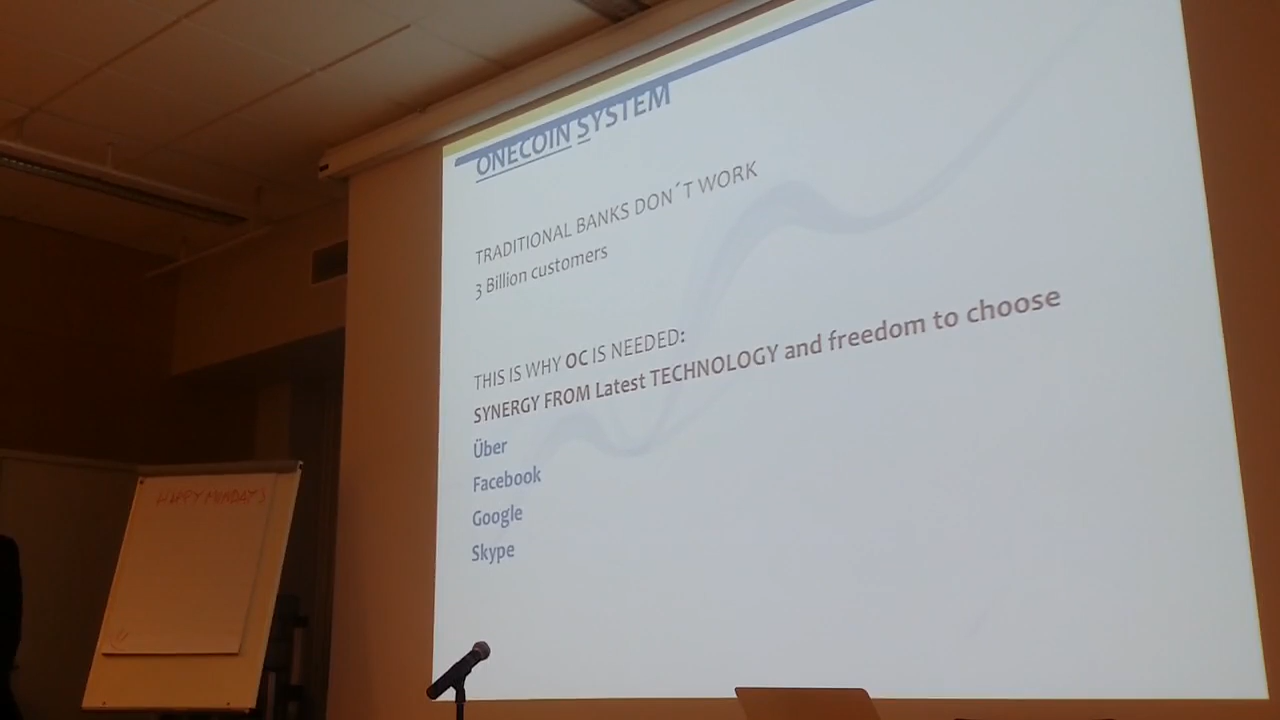 ONECOIN SYSTEM
TRADITIONAL BANKS DON´T WORK
3 Billion customers
THIS IS WHY OC IS NEEDED:
SYNERGY FROM Latest TECHNOLOGY and freedom to choose
Über
Facebook
Google
Skype
HAPPY MONDAYS